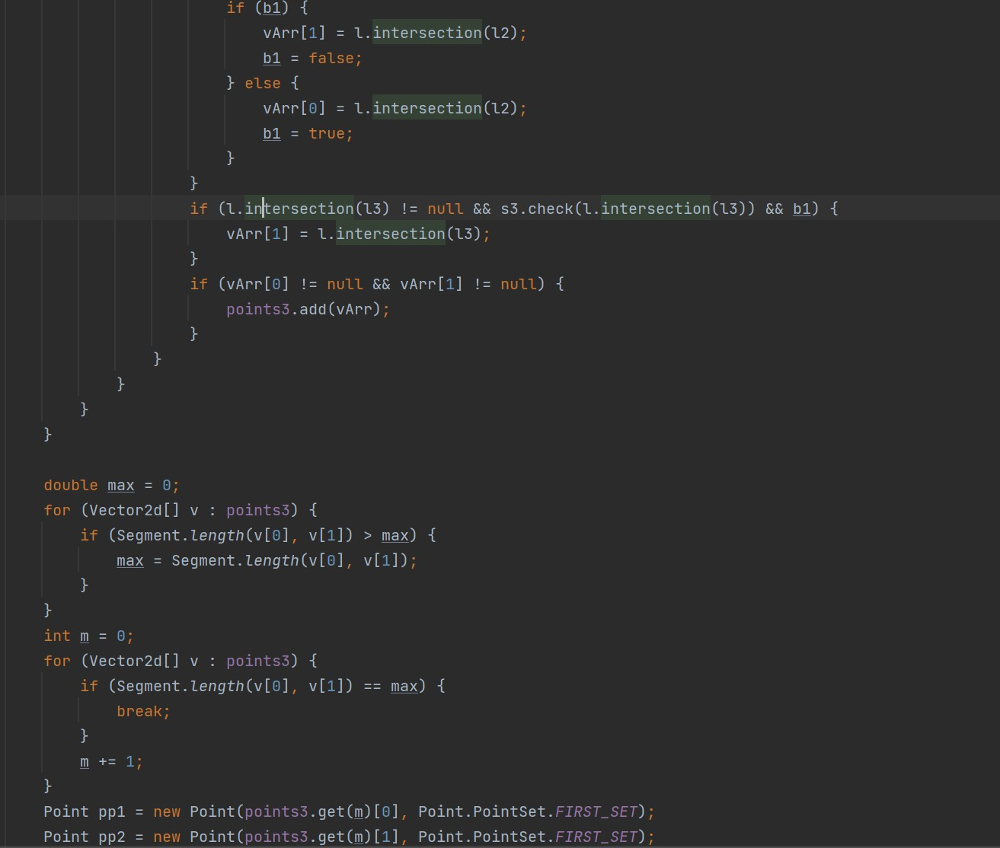 if (b1) {
vArr[1] = l.intersection(l2);
b1 = false;
} else {
vArr[0] = l.intersection(l2);
b1 = true;
}
}
if (l.intersection(l3) != null && s3.check(l.intersection(l3)) && b1) {
vArr[1] = l.intersection(l3);
}
if (vArr[0] != null && vArr[1] != null) {
points3.add(vArr);
}
}
}
}
}
double max = 0;
for (Vector2d[] v : points3) {
if (Segment.length(v[0], v[1]) > max) {
max = Segment.length(v[0], v[1]);
}
}
int m = 0;
for (Vector2d[] v : points3) {
if (Segment.length(v[0], v[1]) == max) {
break;
}
m += 1;
}
Point pp1 = new Point(points3.get(m)[0], Point.PointSet.FIRST_SET);
Point pp2 = new Point(points3.get(m)[1], Point.PointSet.FIRST_SET);